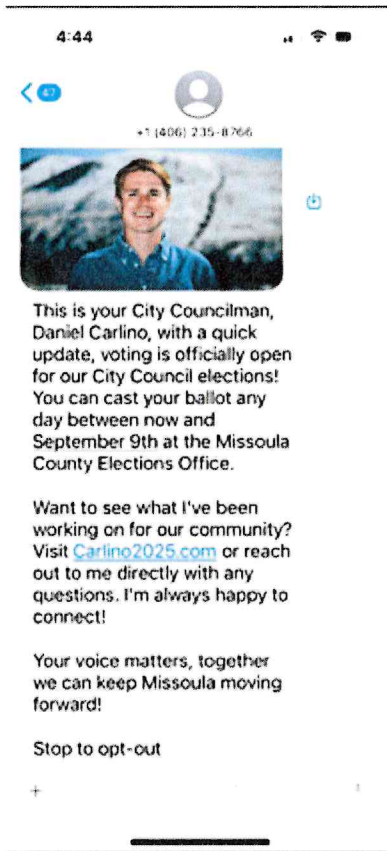 4:44
47
+1 (406) 235-8766
This is your City Councilman,
Daniel Carlino, with a quick
update, voting is officially open
for our City Council elections!
You can cast your ballot any
day between now and
September 9th at the Missoula
County Elections Office.
Want to see what I've been
working on for our community?
Visit Carlino2025.com or reach
out to me directly with any
questions. I'm always happy to
connect!
Your voice matters, together
we can keep Missoula moving
forward!
Stop to opt-out